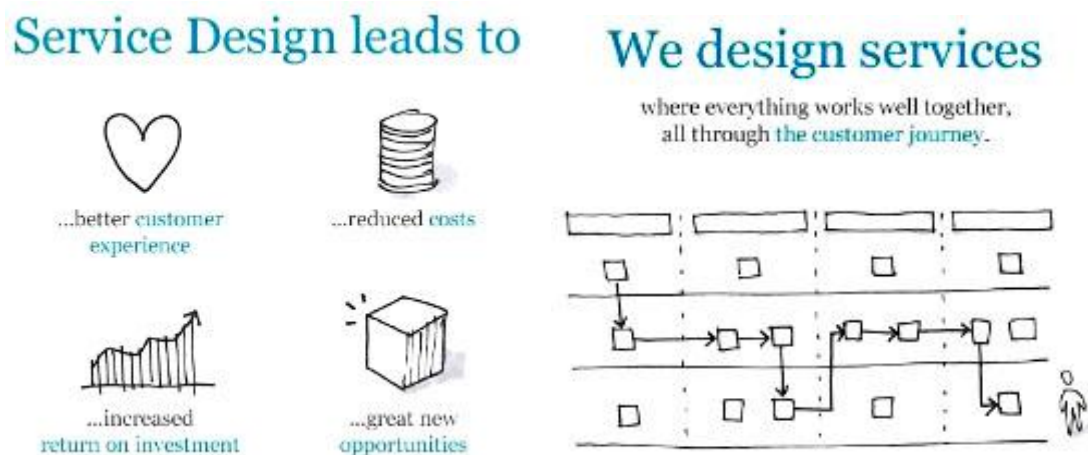 Service Design leads to
...better customer
experience
...reduced costs
...increased
return on investment
...great new
opportunities
We design services
where everything works well together,
all through the customer journey.